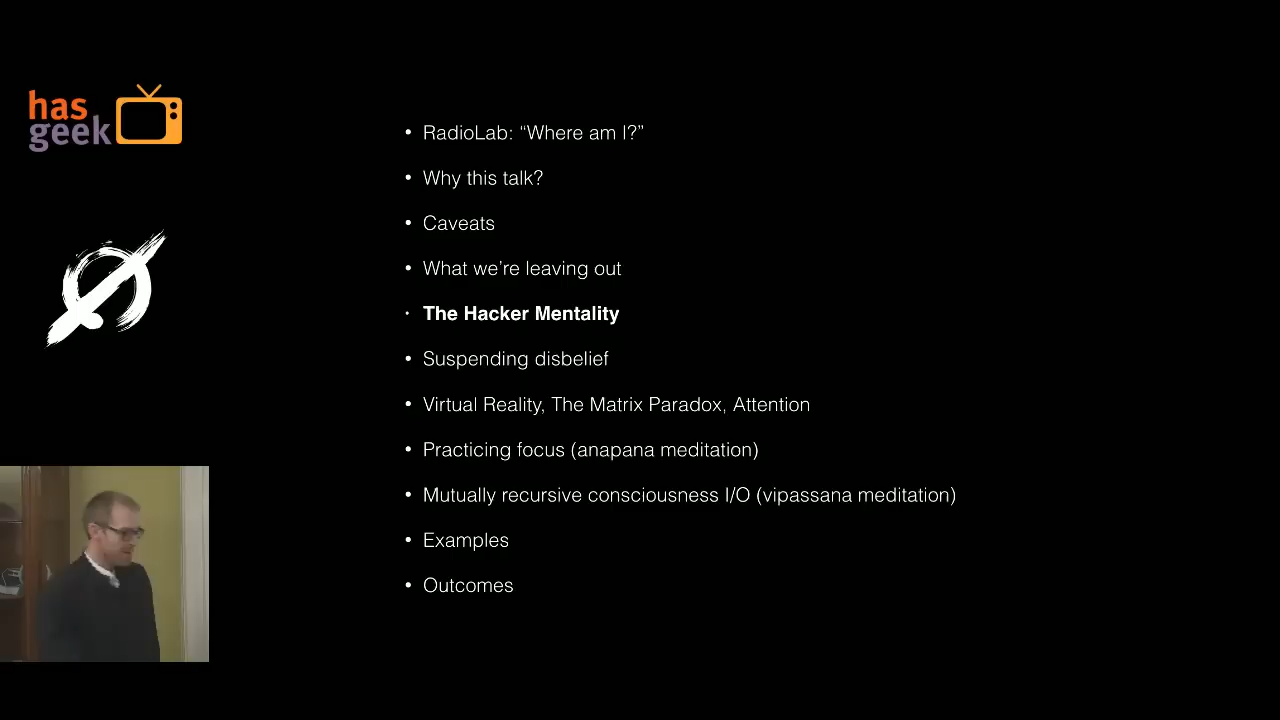 has
geek
• RadioLab: “Where am I?”
• Why this talk?
• Caveats
• What we’re leaving out
• The Hacker Mentality
• Suspending disbelief
• Virtual Reality, The Matrix Paradox, Attention
• Practicing focus (anapana meditation)
• Mutually recursive consciousness I/O (vipassana meditation)
• Examples
• Outcomes